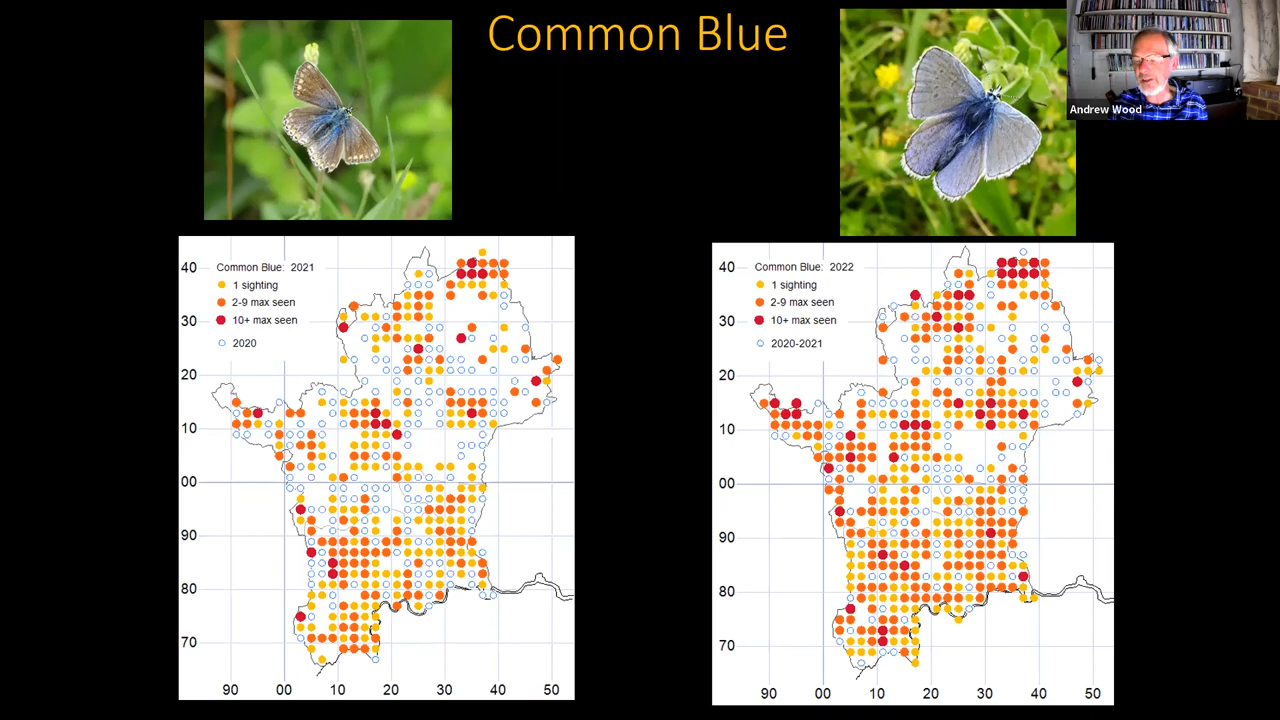 Common Blue
Andrew Wood
Common Blue: 2021
1 sighting
2-9 max seen
10+ max seen
2020
40
30
20
10
00
90
80
70
90 00 10 20 30 40 50
Common Blue: 2022
1 sighting
2-9 max seen
10+ max seen
2020-2021
40
30
20
10
00
90
80
70
90 00 10 20 30 40 50